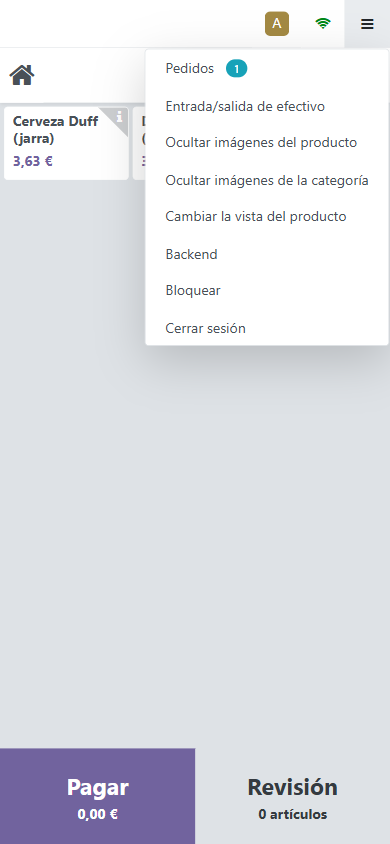 A
Pedidos 1
Entrada/salida de efectivo
Ocultar imágenes del producto
Ocultar imágenes de la categoría
Cambiar la vista del producto
Backend
Bloquear
Cerrar sesión
Cerveza Duff
(jarra)
3,63 €
Pagar
0,00 €
Revisión
0 artículos